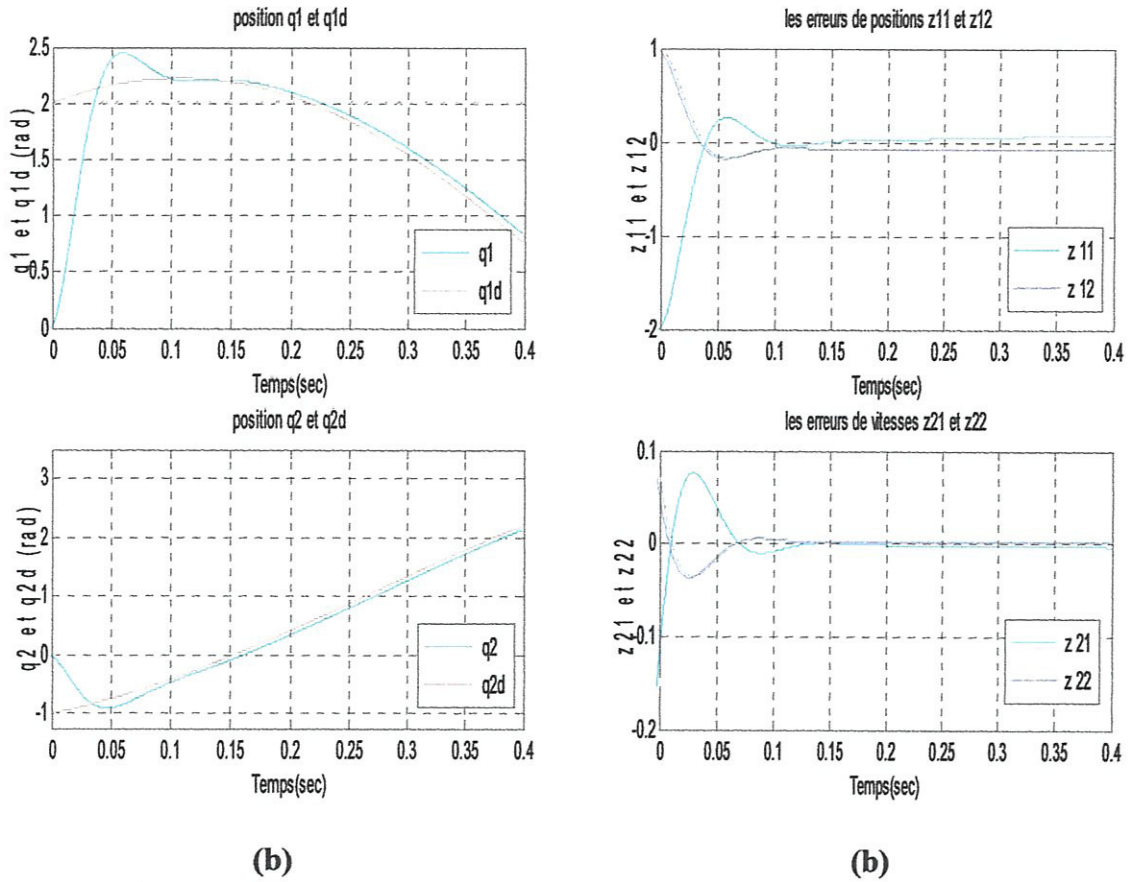 position q1 et q1d
2.5
2
1.5
1
0.5
0
q1 et q1d (rad)
q1
q1d
0 0.05 0.1 0.15 0.2 0.25 0.3 0.35 0.4
Temps(sec)
les erreurs de positions z11 et z12
1
0
-1
-2
z11 et z12
z 11
z 12
0 0.05 0.1 0.15 0.2 0.25 0.3 0.35 0.4
Temps(sec)
position q2 et q2d
3
2
1
0
-1
q2 et q2d (rad)
q2
q2d
0 0.05 0.1 0.15 0.2 0.25 0.3 0.35 0.4
Temps(sec)
les erreurs de vitesses z21 et z22
0.1
0
-0.1
-0.2
z21 et z22
z 21
z 22
0 0.05 0.1 0.15 0.2 0.25 0.3 0.35 0.4
Temps(sec)
(b)
(b)